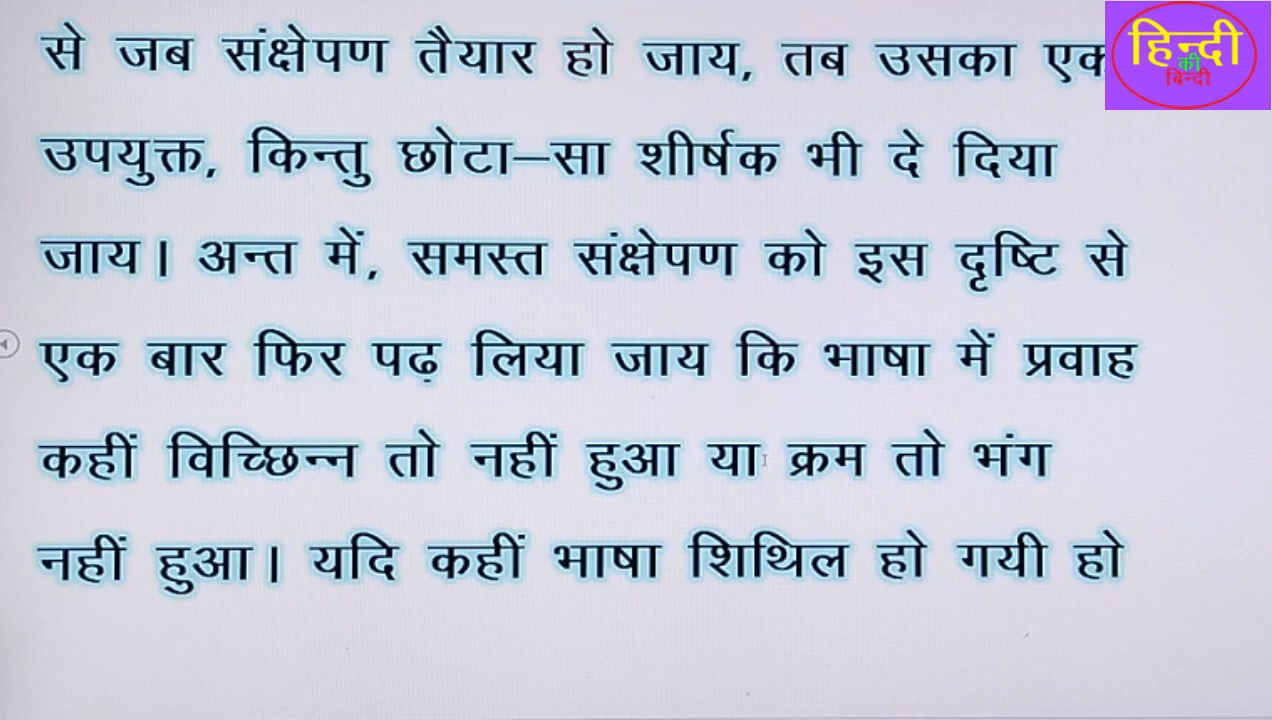 से जब संक्षेपण तैयार हो जाय, तब उसका एक
उपयुक्त, किन्तु छोटा–सा शीर्षक भी दे दिया
जाय। अन्त में, समस्त संक्षेपण को इस दृष्टि से
एक बार फिर पढ़ लिया जाय कि भाषा में प्रवाह
कहीं विच्छिन्न तो नहीं हुआ या क्रम तो भंग
नहीं हुआ। यदि कहीं भाषा शिथिल हो गयी हो
हिन्दी
की
बिन्दी